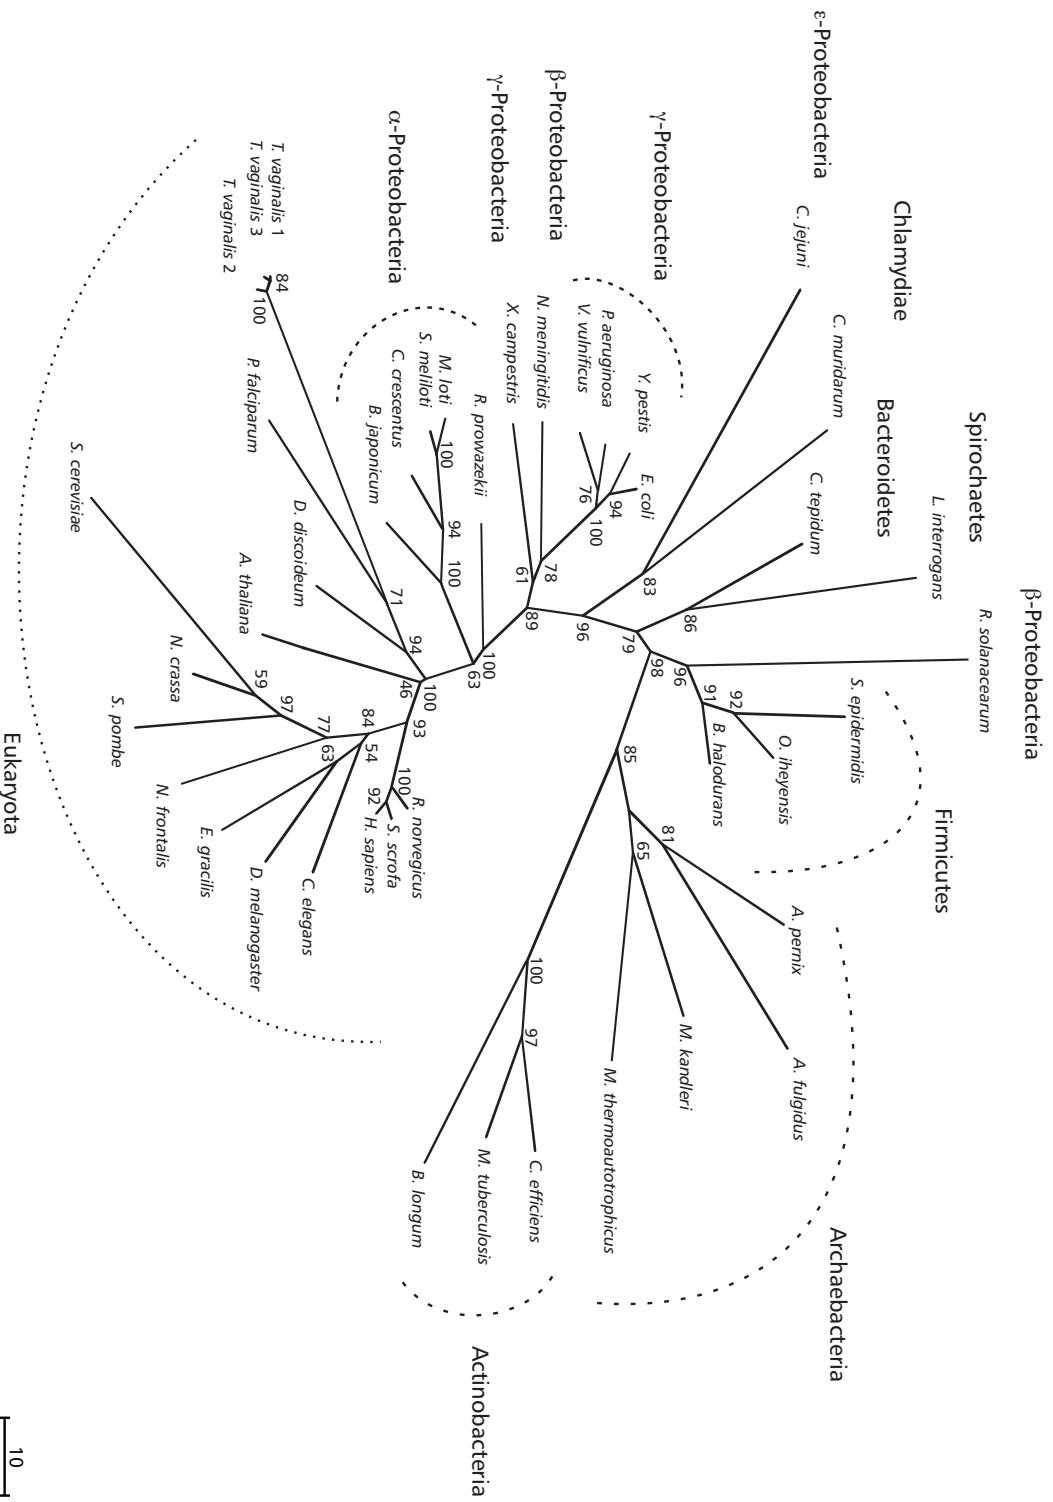 ε-Proteobacteria
C. jejuni
Chlamydiae
C. muridarum
Bacteroidetes
C. tepidum
Spirochaetes
L. interrogans
β-Proteobacteria
R. solanacearum
γ-Proteobacteria
Y. pestis
E. coli
P. aeruginosa
V. vulnificus
β-Proteobacteria
N. meningitidis
γ-Proteobacteria
X. campestris
α-Proteobacteria
R. prowazekii
M. loti
S. meliloti
C. crescentus
B. japonicum
T. vaginalis 1
T. vaginalis 3
T. vaginalis 2
P. falciparum
D. discoideum
A. thaliana
S. cerevisiae
N. crassa
S. pombe
N. frontalis
E. gracilis
D. melanogaster
C. elegans
H. sapiens
S. scrofa
R. norvegicus
Eukaryota
S. epidermidis
O. iheyensis
B. halodurans
Firmicutes
A. pernix
A. fulgidus
M. kandleri
M. thermoautotrophicus
Archaebacteria
C. efficiens
M. tuberculosis
B. longum
Actinobacteria
83
86
96
79
98
96
91
92
94
76
100
78
61
89
100
63
100
94
100
84
100
71
94
46
100
93
84
54
77
63
97
59
100
92
85
81
65
100
97
10